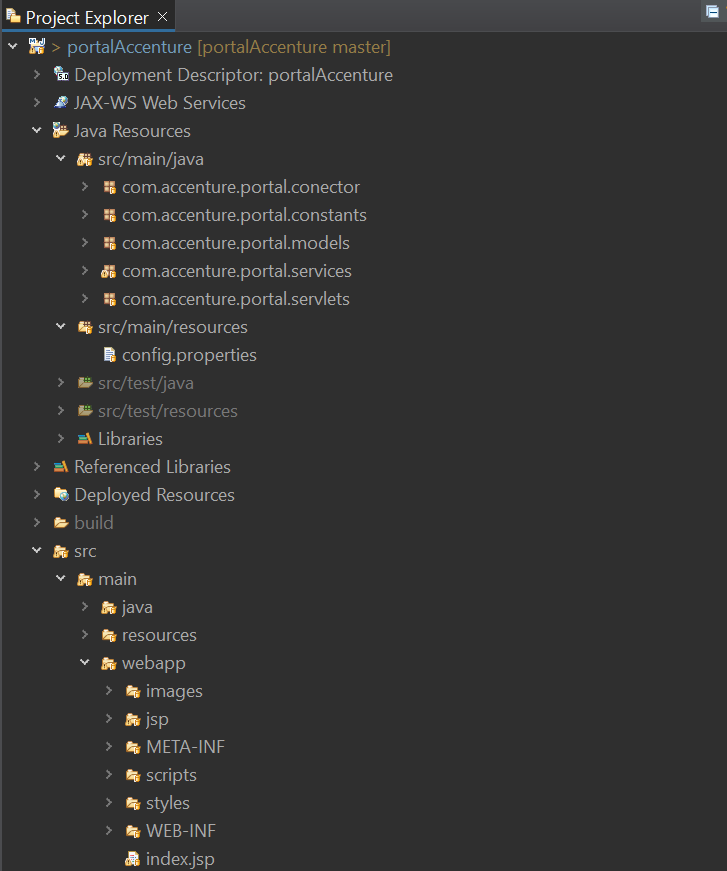 Project Explorer
> portalAccenture [portalAccenture master]
Deployment Descriptor: portalAccenture
JAX-WS Web Services
Java Resources
src/main/java
com.accenture.portal.conector
com.accenture.portal.constants
com.accenture.portal.models
com.accenture.portal.services
com.accenture.portal.servlets
src/main/resources
config.properties
src/test/java
src/test/resources
Libraries
Referenced Libraries
Deployed Resources
build
src
main
java
resources
webapp
images
jsp
META-INF
scripts
styles
WEB-INF
index.jsp